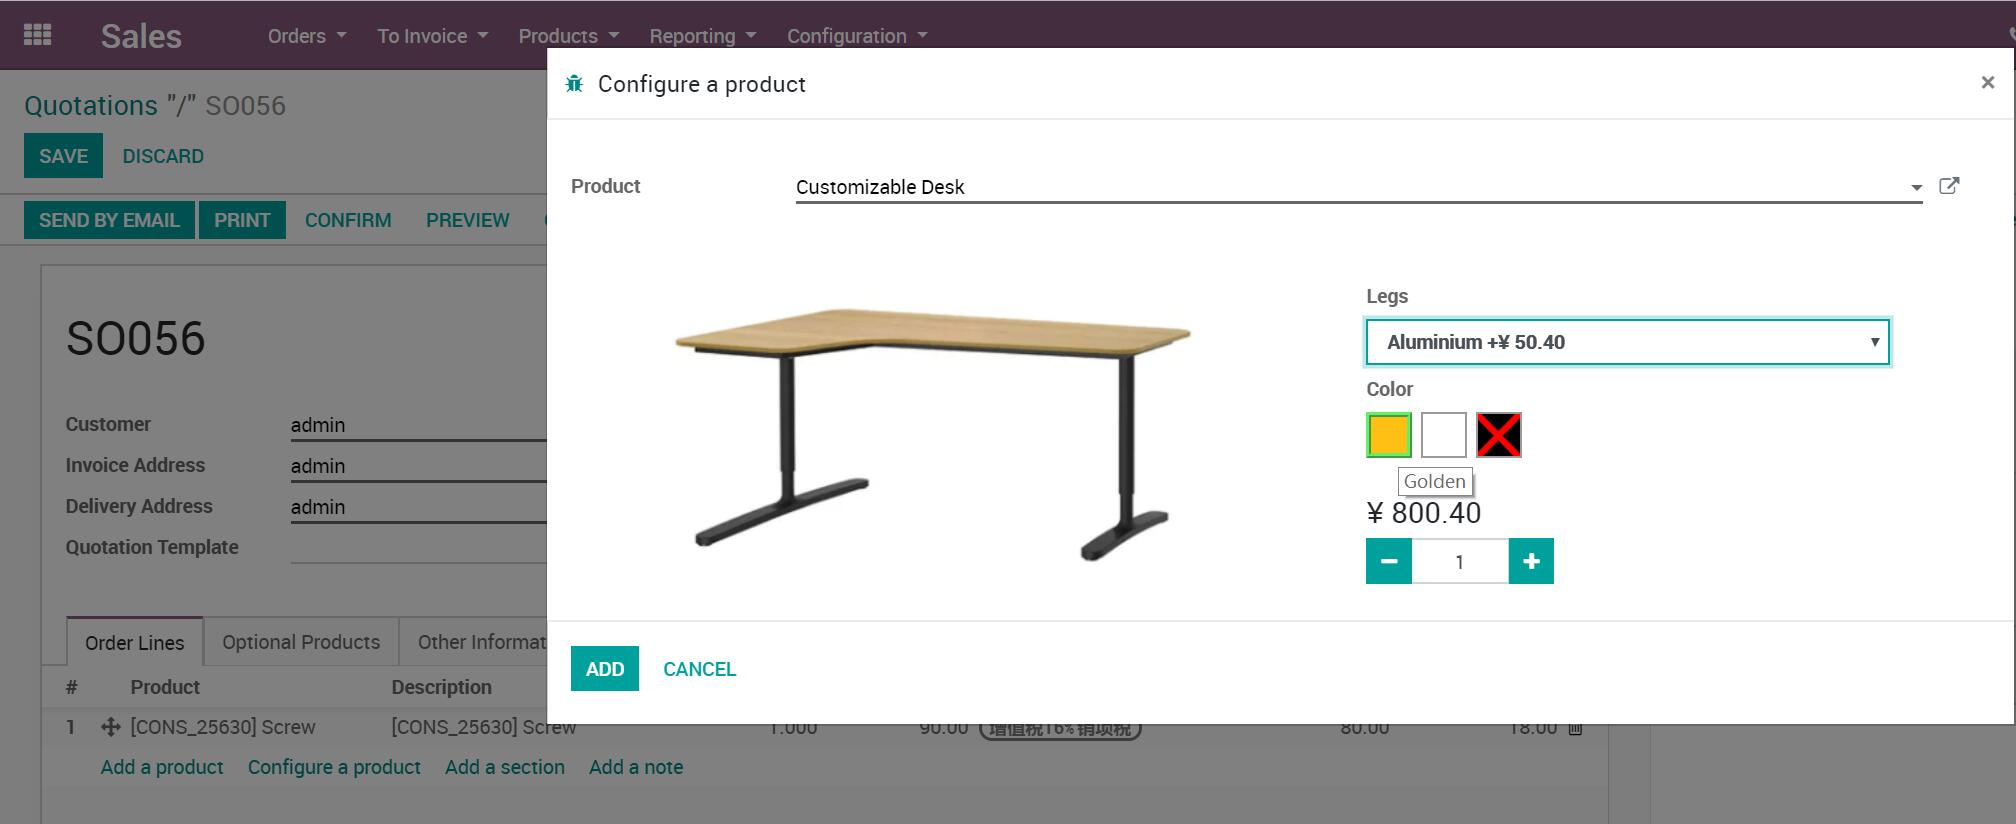 Sales Orders To Invoice Products Reporting Configuration
Configure a product ×
Quotations "/" SO056
SAVE DISCARD
Product Customizable Desk
SEND BY EMAIL PRINT CONFIRM PREVIEW
Legs
Aluminium +¥ 50.40
SO056
Color
Customer admin
Invoice Address admin
Golden
Delivery Address admin
¥ 800.40
Quotation Template
1
Order Lines Optional Products Other Informat
ADD CANCEL
# Product Description
1 [CONS_25630] Screw [CONS_25630] Screw 1.000 90.00 增值税16%销项税 80.00 18.00
Add a product Configure a product Add a section Add a note